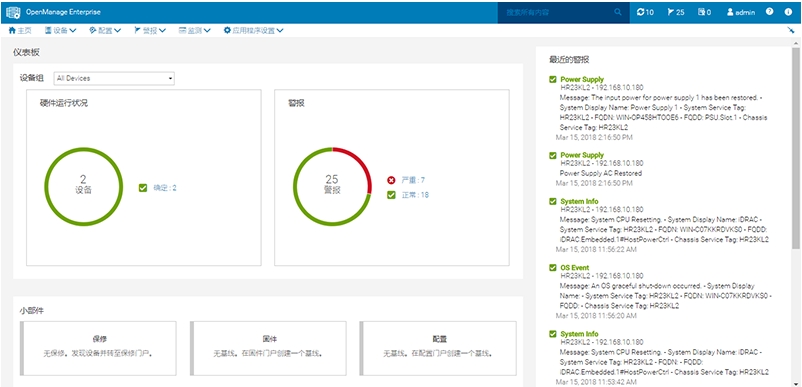 OpenManage Enterprise
搜索所有内容
10
25
0
admin
主页
设备
配置
警报
监测
应用程序设置
仪表板
设备组
All Devices
硬件运行状况
2
设备
确定 : 2
警报
25
警报
严重 : 7
正常 : 18
小部件
保修
无保修。发现设备并转至保修门户。
固件
无基线。在固件门户创建一个基线。
配置
无基线。在配置门户创建一个基线。
最近的警报
Power Supply
HR23KL2 - 192.168.10.180
Message: The input power for power supply 1 has been restored. -
System Display Name: Power Supply 1 - System Service Tag:
HR23KL2 - FQDN: WIN-OP458HTOOE6 - FQDD: PSU.Slot.1 - Chassis
Service Tag: HR23KL2
Mar 15, 2018 2:16:50 PM
Power Supply
HR23KL2 - 192.168.10.180
Power Supply AC Restored
Mar 15, 2018 2:16:50 PM
System Info
HR23KL2 - 192.168.10.180
Message: System CPU Resetting. - System Display Name: iDRAC -
System Service Tag: HR23KL2 - FQDN: WIN-C07KKRDVKS0 - FQDD:
iDRAC.Embedded.1#HostPowerCtrl - Chassis Service Tag: HR23KL2
Mar 15, 2018 11:56:22 AM
OS Event
HR23KL2 - 192.168.10.180
Message: An OS graceful shut-down occurred. - System Display
Name: - System Service Tag: HR23KL2 - FQDN: WIN-C07KKRDVKS0 -
FQDD: - Chassis Service Tag: HR23KL2
Mar 15, 2018 11:56:20 AM
System Info
HR23KL2 - 192.168.10.180
Message: System CPU Resetting. - System Display Name: iDRAC -
System Service Tag: HR23KL2 - FQDN: WIN-C07KKRDVKS0 - FQDD:
iDRAC.Embedded.1#HostPowerCtrl - Chassis Service Tag: HR23KL2
Mar 15, 2018 11:53:42 AM